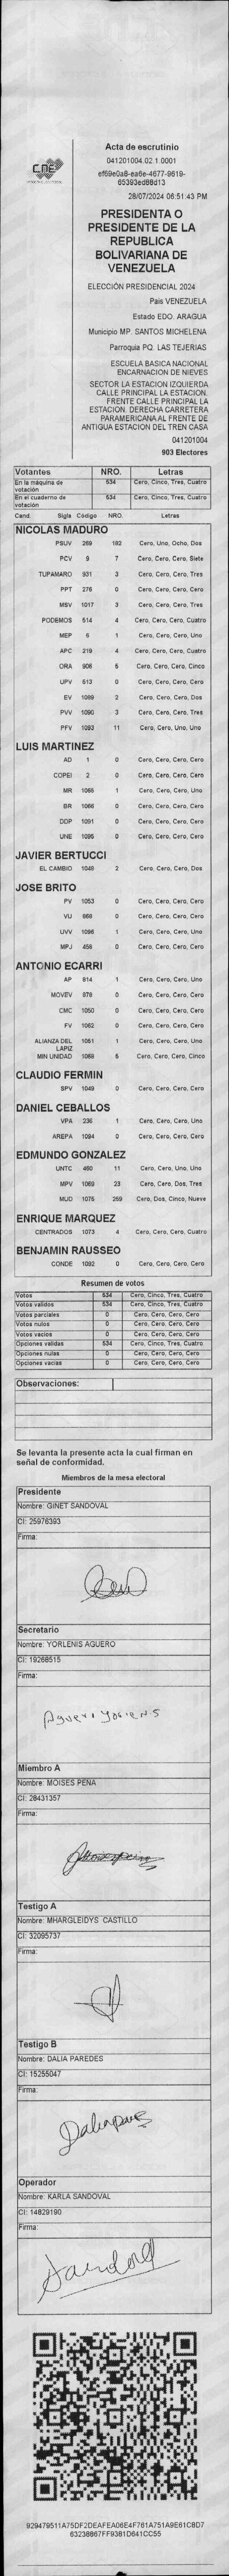 CNE
Acta de escrutinio
041201004.02.1.0001
ef69e0a8-ea6e-4677-9619-
65393ed88d13
28/07/2024 06:51:43 PM
PRESIDENTA O
PRESIDENTE DE LA
REPUBLICA
BOLIVARIANA DE
VENEZUELA
ELECCIÓN PRESIDENCIAL 2024
Pais VENEZUELA
Estado EDO. ARAGUA
Municipio MP. SANTOS MICHELENA
Parroquia PQ. LAS TEJERIAS
ESCUELA BASICA NACIONAL
ENCARNACION DE NIEVES
SECTOR LA ESTACION IZQUIERDA
CALLE PRINCIPAL LA ESTACION.
FRENTE CALLE PRINCIPAL LA
ESTACION. DERECHA CARRETERA
PARAMERICANA AL FRENTE DE
ANTIGUA ESTACION DEL TREN CASA
041201004
903 Electores
Votantes NRO. Letras
En la máquina de votación 534 Cero, Cinco, Tres, Cuatro
En el cuaderno de votación 534 Cero, Cinco, Tres, Cuatro
Cand. Sigla Código NRO. Letras
NICOLAS MADURO
PSUV 269 182 Cero, Uno, Ocho, Dos
PCV 9 7 Cero, Cero, Cero, Siete
TUPAMARO 931 3 Cero, Cero, Cero, Tres
PPT 276 0 Cero, Cero, Cero, Cero
MSV 1017 3 Cero, Cero, Cero, Tres
PODEMOS 514 4 Cero, Cero, Cero, Cuatro
MEP 6 1 Cero, Cero, Cero, Uno
APC 219 4 Cero, Cero, Cero, Cuatro
ORA 906 5 Cero, Cero, Cero, Cinco
UPV 513 0 Cero, Cero, Cero, Cero
EV 1089 2 Cero, Cero, Cero, Dos
PVV 1090 3 Cero, Cero, Cero, Tres
PFV 1093 11 Cero, Cero, Uno, Uno
LUIS MARTINEZ
AD 1 0 Cero, Cero, Cero, Cero
COPEI 2 0 Cero, Cero, Cero, Cero
MR 1065 1 Cero, Cero, Cero, Uno
BR 1066 0 Cero, Cero, Cero, Cero
DDP 1091 0 Cero, Cero, Cero, Cero
UNE 1095 0 Cero, Cero, Cero, Cero
JAVIER BERTUCCI
EL CAMBIO 1048 2 Cero, Cero, Cero, Dos
JOSE BRITO
PV 1053 0 Cero, Cero, Cero, Cero
VU 868 0 Cero, Cero, Cero, Cero
UVV 1096 1 Cero, Cero, Cero, Uno
MPJ 458 0 Cero, Cero, Cero, Cero
ANTONIO ECARRI
AP 814 1 Cero, Cero, Cero, Uno
MOVEV 978 0 Cero, Cero, Cero, Cero
CMC 1050 0 Cero, Cero, Cero, Cero
FV 1082 0 Cero, Cero, Cero, Cero
ALIANZA DEL LAPIZ 1061 1 Cero, Cero, Cero, Uno
MIN UNIDAD 1068 5 Cero, Cero, Cero, Cinco
CLAUDIO FERMIN
SPV 1049 0 Cero, Cero, Cero, Cero
DANIEL CEBALLOS
VPA 236 1 Cero, Cero, Cero, Uno
AREPA 1094 0 Cero, Cero, Cero, Cero
EDMUNDO GONZALEZ
UNTC 460 11 Cero, Cero, Uno, Uno
MPV 1069 23 Cero, Cero, Dos, Tres
MUD 1075 259 Cero, Dos, Cinco, Nueve
ENRIQUE MARQUEZ
CENTRADOS 1073 4 Cero, Cero, Cero, Cuatro
BENJAMIN RAUSSEO
CONDE 1092 0 Cero, Cero, Cero, Cero
Resumen de votos
Votos 534 Cero, Cinco, Tres, Cuatro
Votos validos 534 Cero, Cinco, Tres, Cuatro
Votos parciales 0 Cero, Cero, Cero, Cero
Votos nulos 0 Cero, Cero, Cero, Cero
Votos vacios 0 Cero, Cero, Cero, Cero
Opciones validas 534 Cero, Cinco, Tres, Cuatro
Opciones nulas 0 Cero, Cero, Cero, Cero
Opciones vacias 0 Cero, Cero, Cero, Cero
Observaciones:
Se levanta la presente acta la cual firman en
señal de conformidad.
Miembros de la mesa electoral
Presidente
Nombre: GINET SANDOVAL
CI: 25976393
Firma:
Secretario
Nombre: YORLENIS AGUERO
CI: 19268515
Firma:
Miembro A
Nombre: MOISES PENA
CI: 28431357
Firma:
Testigo A
Nombre: MHARGLEIDYS CASTILLO
CI: 32095737
Firma:
Testigo B
Nombre: DALIA PAREDES
CI: 15255047
Firma:
Operador
Nombre: KARLA SANDOVAL
CI: 14829190
Firma:
Sandoval
929479511A75DF2DEAFEA06E4F761A751A9E61C8D7
63238867FF9381D641CC55